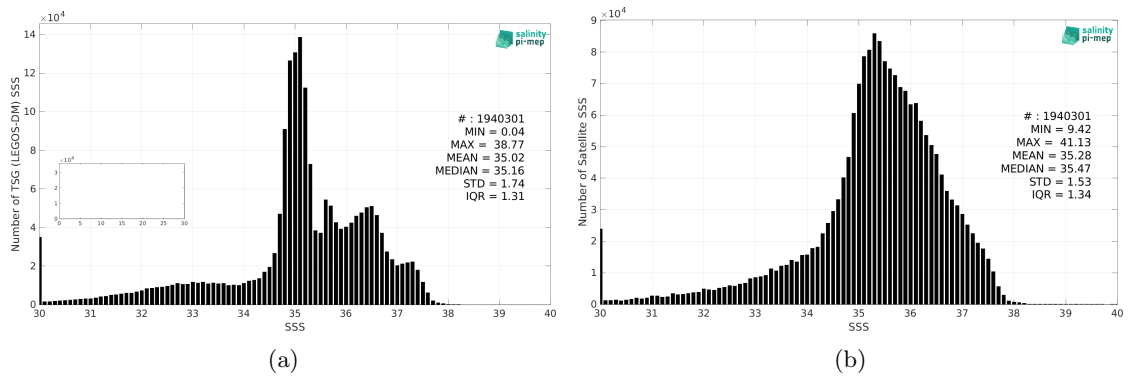 ×10⁴
14
12
10
8
6
4
2
0
Number of TSG (LEGOS-DM) SSS
salinity
pi-mep
# : 1940301
MIN = 0.04
MAX = 38.77
MEAN = 35.02
MEDIAN = 35.16
STD = 1.74
IQR = 1.31
×10⁴
3
2
1
0
0 5 10 15 20 25 30
30 31 32 33 34 35 36 37 38 39 40
SSS
(a)
×10⁴
9
8
7
6
5
4
3
2
1
0
Number of Satellite SSS
salinity
pi-mep
# : 1940301
MIN = 9.42
MAX = 41.13
MEAN = 35.28
MEDIAN = 35.47
STD = 1.53
IQR = 1.34
30 31 32 33 34 35 36 37 38 39 40
SSS
(b)